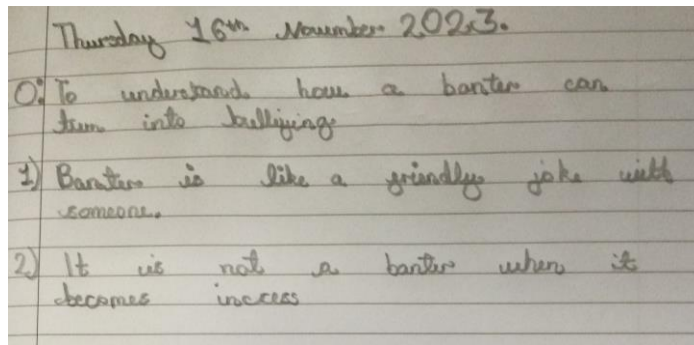 Thursday 16th November 2023.
O: To understand how a banter can
turn into bullying.
1) Banter is like a friendly joke with
someone.
2) It is not a banter when it
becomes inxcess